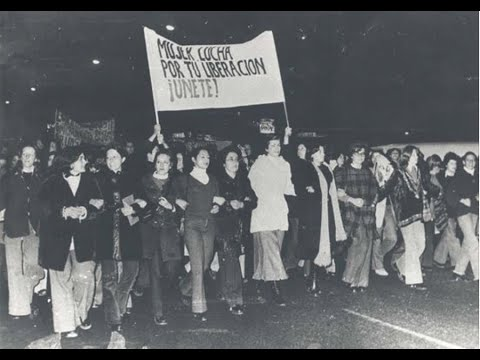 MUJER LUCHA
POR TU LIBERACION
¡UNETE!